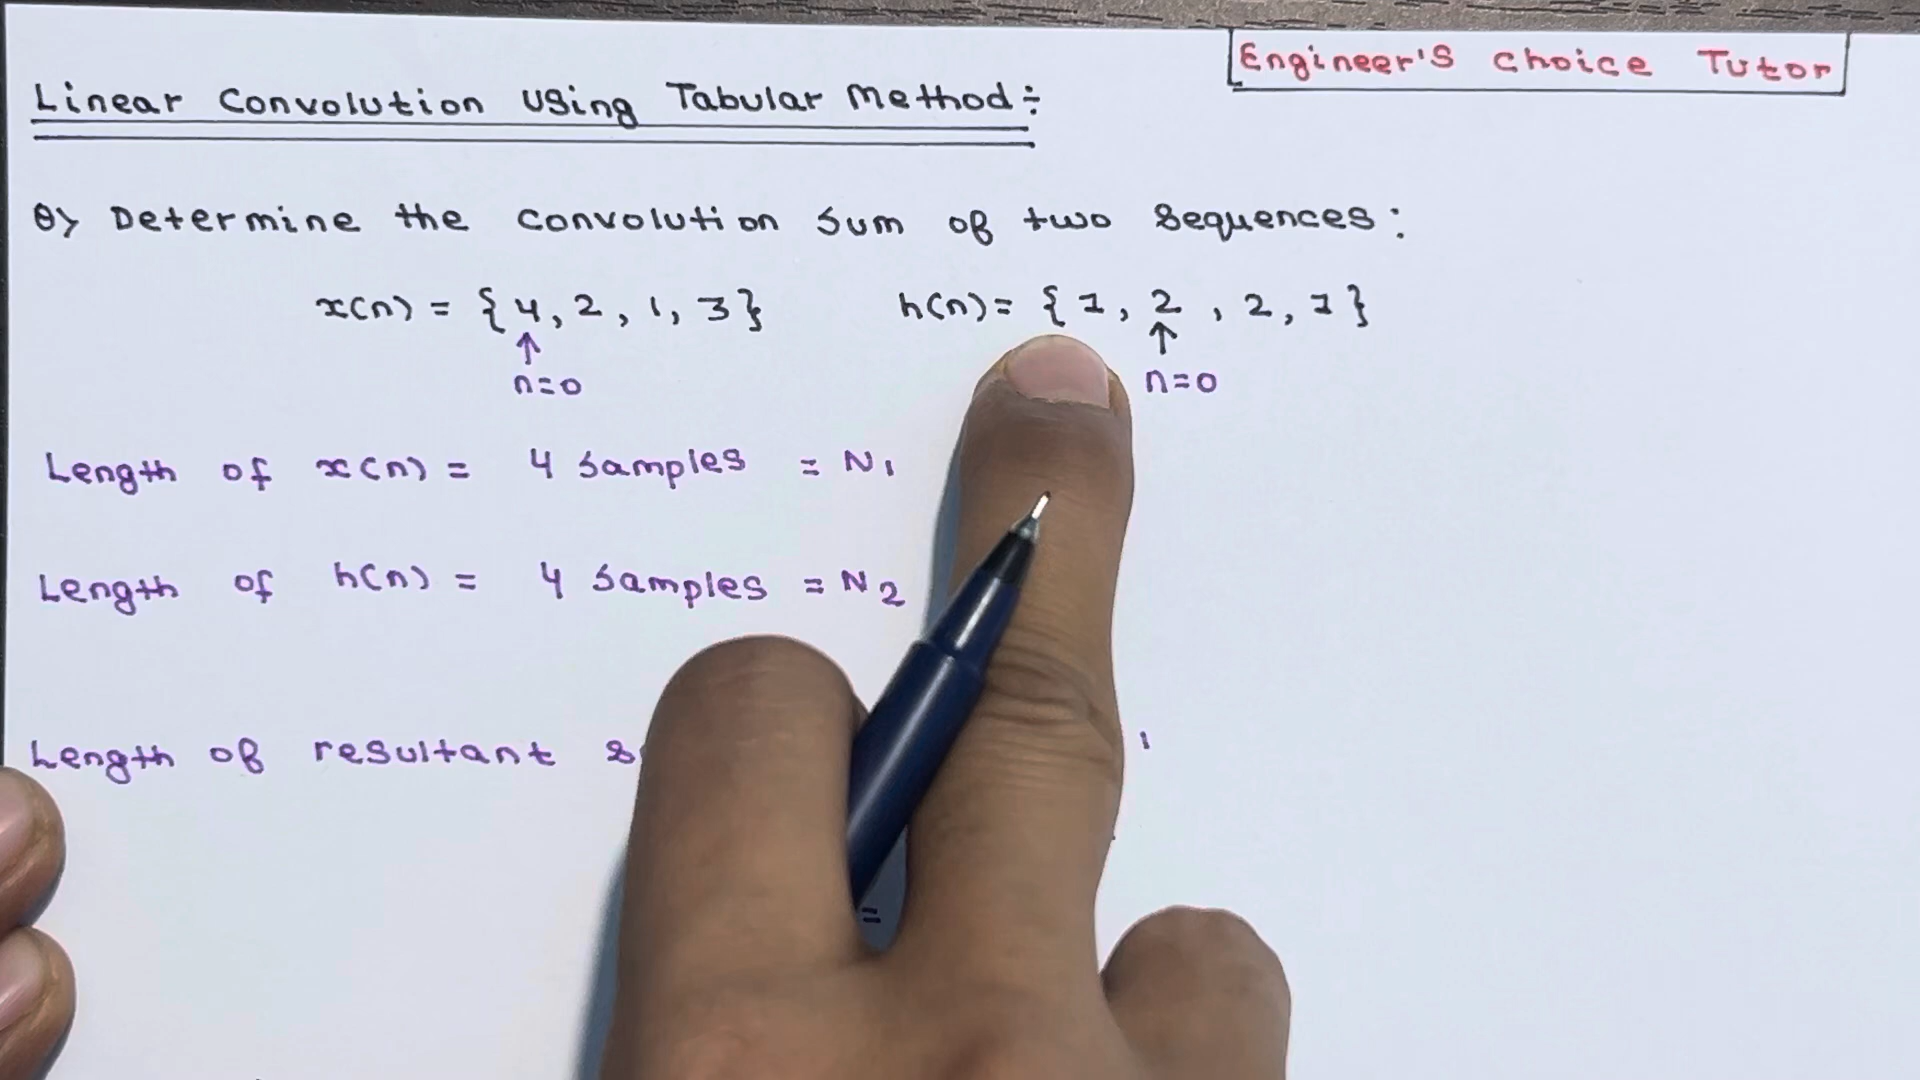 Engineer's choice Tutor
Linear Convolution Using Tabular Method:
Q> Determine the convolution sum of two sequences:
x(n) = {4, 2, 1, 3} h(n) = {1, 2, 2, 1}
↑ ↑
n=0 n=0
Length of x(n) = 4 samples = N1
Length of h(n) = 4 samples = N2
Length of resultant
=